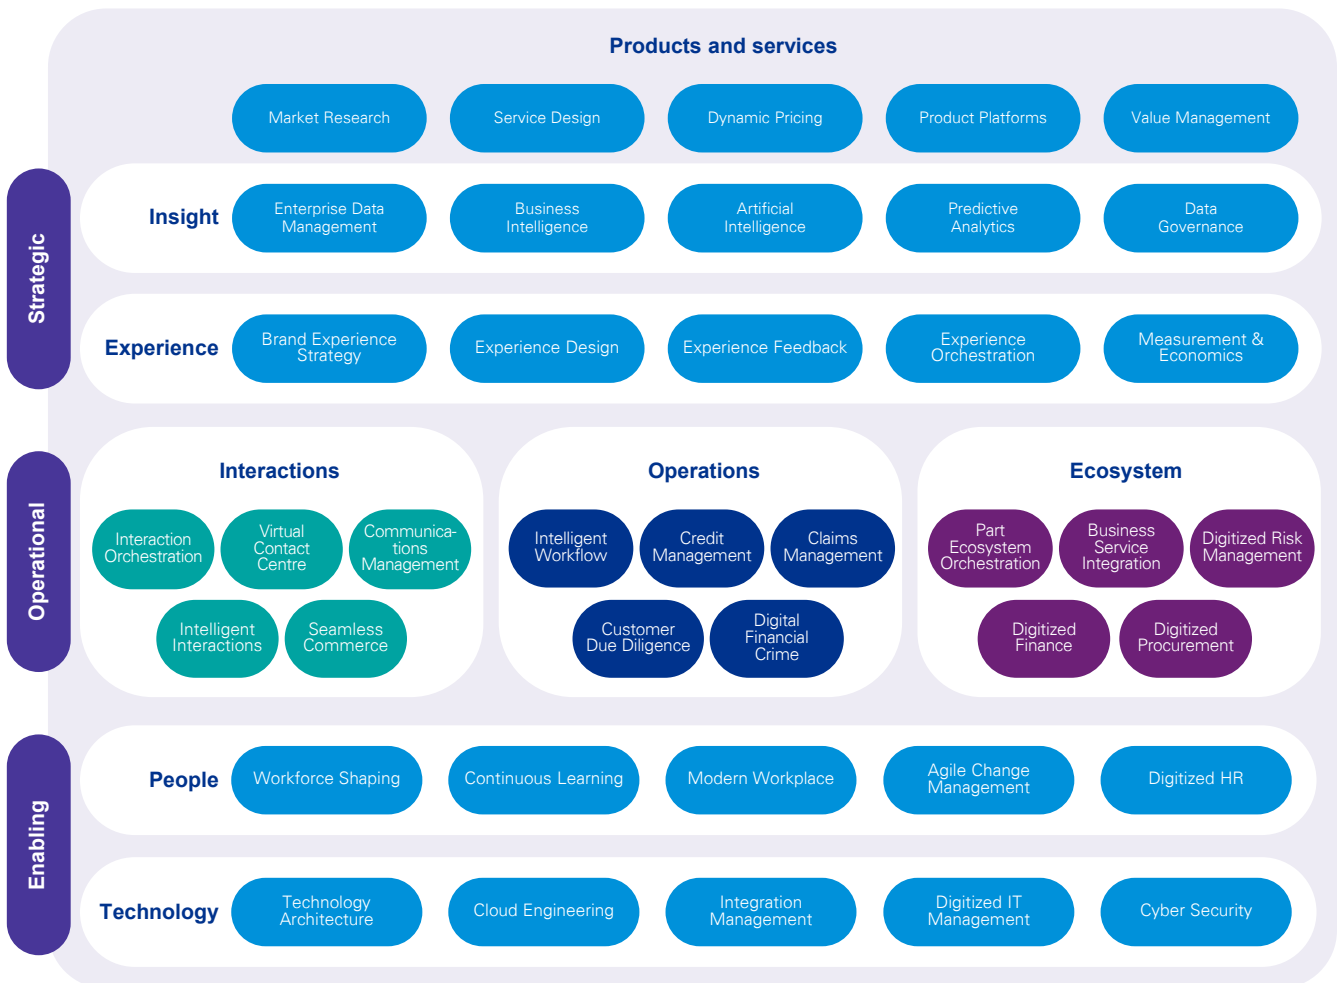 Products and services
Market Research
Service Design
Dynamic Pricing
Product Platforms
Value Management
Strategic
Insight
Enterprise Data
Management
Business
Intelligence
Artificial
Intelligence
Predictive
Analytics
Data
Governance
Experience
Brand Experience
Strategy
Experience Design
Experience Feedback
Experience
Orchestration
Measurement &
Economics
Operational
Interactions
Interaction
Orchestration
Virtual
Contact
Centre
Communica-
tions
Management
Intelligent
Interactions
Seamless
Commerce
Operations
Intelligent
Workflow
Credit
Management
Claims
Management
Customer
Due Diligence
Digital
Financial
Crime
Ecosystem
Part
Ecosystem
Orchestration
Business
Service
Integration
Digitized Risk
Management
Digitized
Finance
Digitized
Procurement
Enabling
People
Workforce Shaping
Continuous Learning
Modern Workplace
Agile Change
Management
Digitized HR
Technology
Technology
Architecture
Cloud Engineering
Integration
Management
Digitized IT
Management
Cyber Security